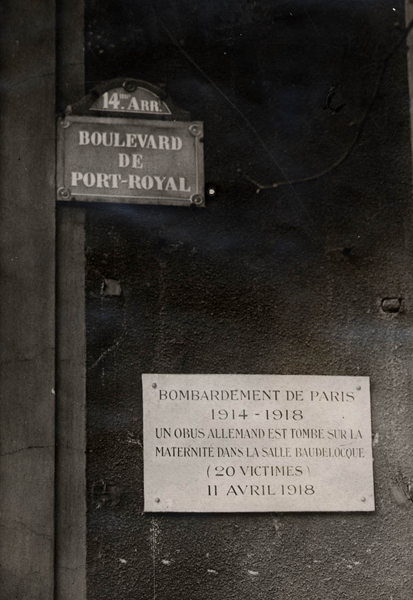 14me ARR.
BOULEVARD
DE
PORT-ROYAL
BOMBARDEMENT DE PARIS
1914 - 1918
UN OBUS ALLEMAND EST TOMBE SUR LA
MATERNITÉ DANS LA SALLE BAUDELOCQUE
( 20 VICTIMES )
11 AVRIL 1918